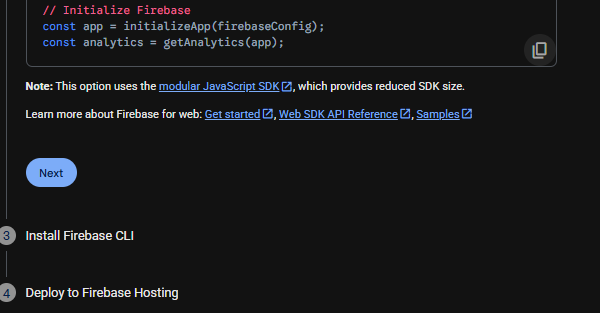 // Initialize Firebase
const app = initializeApp(firebaseConfig);
const analytics = getAnalytics(app);
Note: This option uses the modular JavaScript SDK, which provides reduced SDK size.
Learn more about Firebase for web: Get started, Web SDK API Reference, Samples
Next
3 Install Firebase CLI
4 Deploy to Firebase Hosting